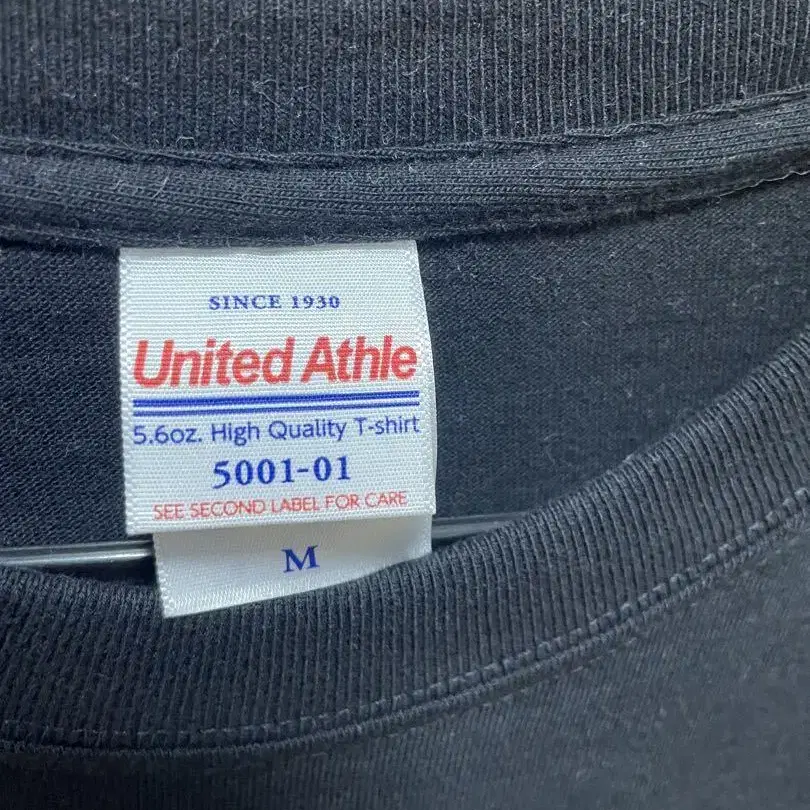 SINCE 1930
United Athle
5.6oz. High Quality T-shirt
5001-01
SEE SECOND LABEL FOR CARE
M